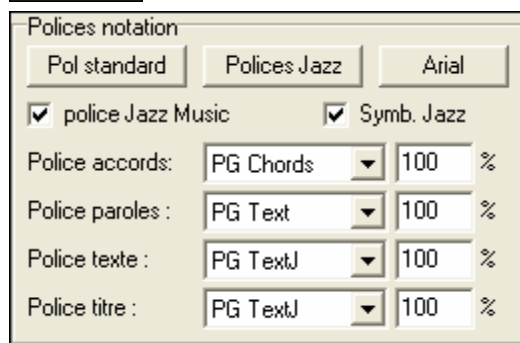 Polices notation
Pol standard Polices Jazz Arial
police Jazz Music Symb. Jazz
Police accords: PG Chords 100 %
Police paroles : PG Text 100 %
Police texte : PG TextJ 100 %
Police titre : PG TextJ 100 %